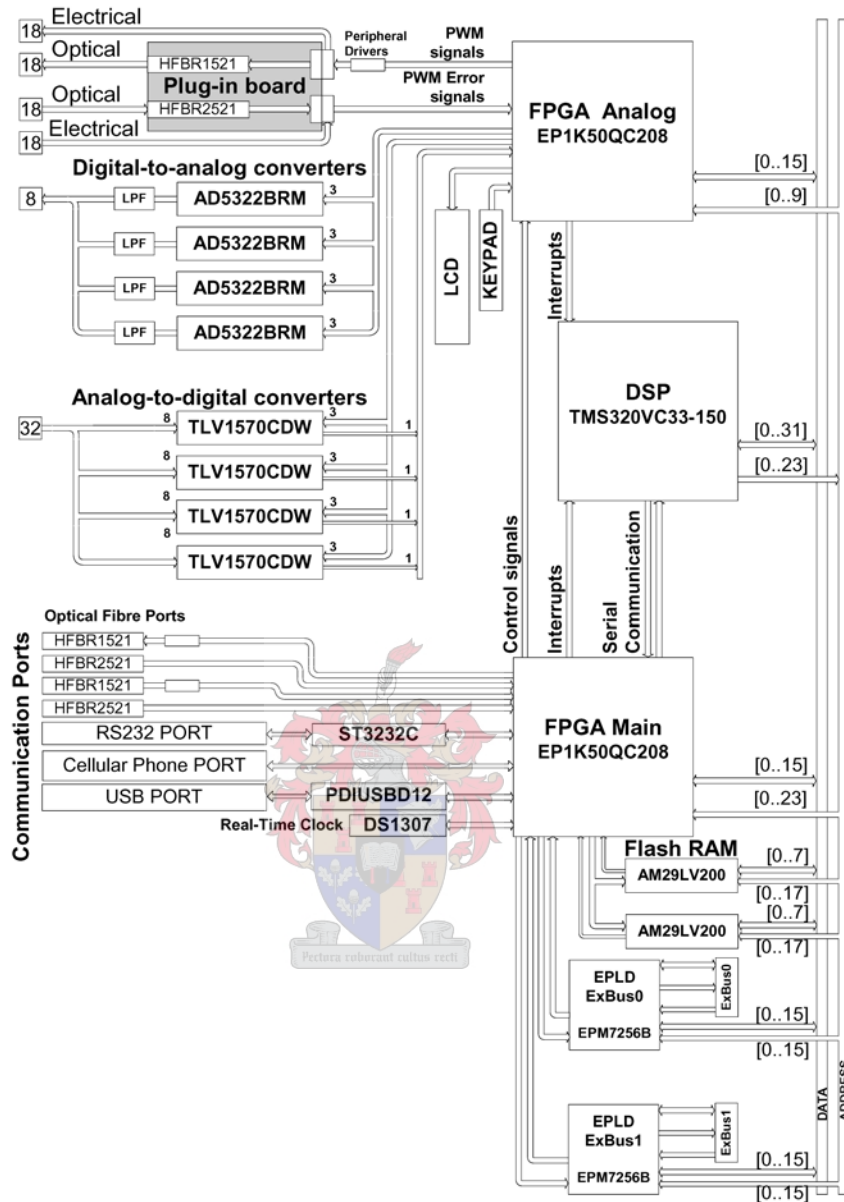 18 Electrical
18 Optical
HFBR1521
Plug-in board
18 Optical
HFBR2521
18 Electrical
Peripheral
Drivers
PWM
signals
PWM Error
signals
FPGA Analog
EP1K50QC208
[0..15]
[0..9]
Digital-to-analog converters
8
LPF
AD5322BRM
3
LPF
AD5322BRM
3
LPF
AD5322BRM
3
LPF
AD5322BRM
3
LCD
KEYPAD
Interrupts
DSP
TMS320VC33-150
[0..31]
[0..23]
Analog-to-digital converters
32
8
TLV1570CDW
3
1
8
TLV1570CDW
3
1
8
TLV1570CDW
3
1
8
TLV1570CDW
3
1
Control signals
Interrupts
Serial
Communication
Communication Ports
Optical Fibre Ports
HFBR1521
HFBR2521
HFBR1521
HFBR2521
RS232 PORT
ST3232C
Cellular Phone PORT
USB PORT
PDIUSBD12
Real-Time Clock
DS1307
FPGA Main
EP1K50QC208
[0..15]
[0..23]
Flash RAM
AM29LV200
[0..7]
[0..17]
AM29LV200
[0..7]
[0..17]
EPLD
ExBus0
EPM7256B
ExBus0
[0..15]
[0..15]
EPLD
ExBus1
EPM7256B
ExBus1
[0..15]
[0..15]
DATA
ADDRESS
Pectora roborant cultus recti